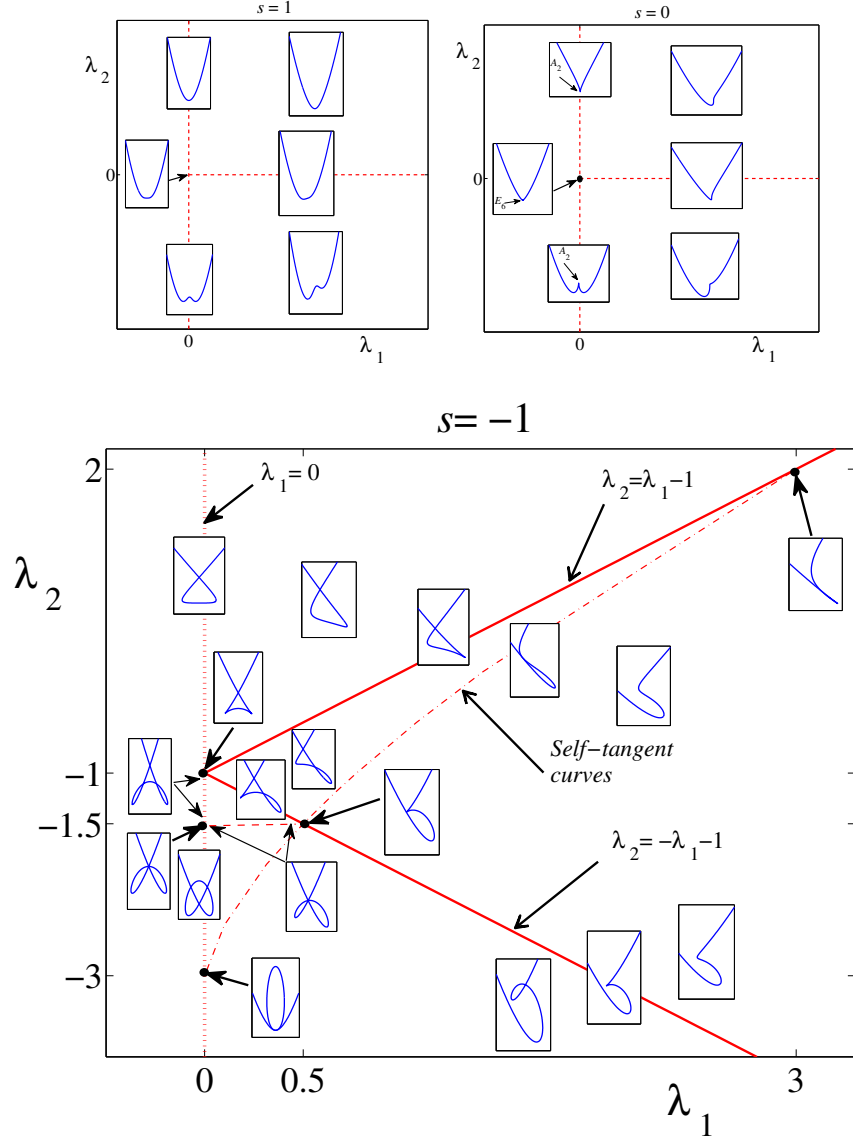 s = 1
λ2
0
0
λ1
s = 0
λ2
A2
0
E6
A2
0
λ1
s = −1
2
λ1 = 0
λ2 = λ1 −1
λ2
Self−tangent
curves
−1
−1.5
λ2 = −λ1 −1
−3
0
0.5
3
λ1